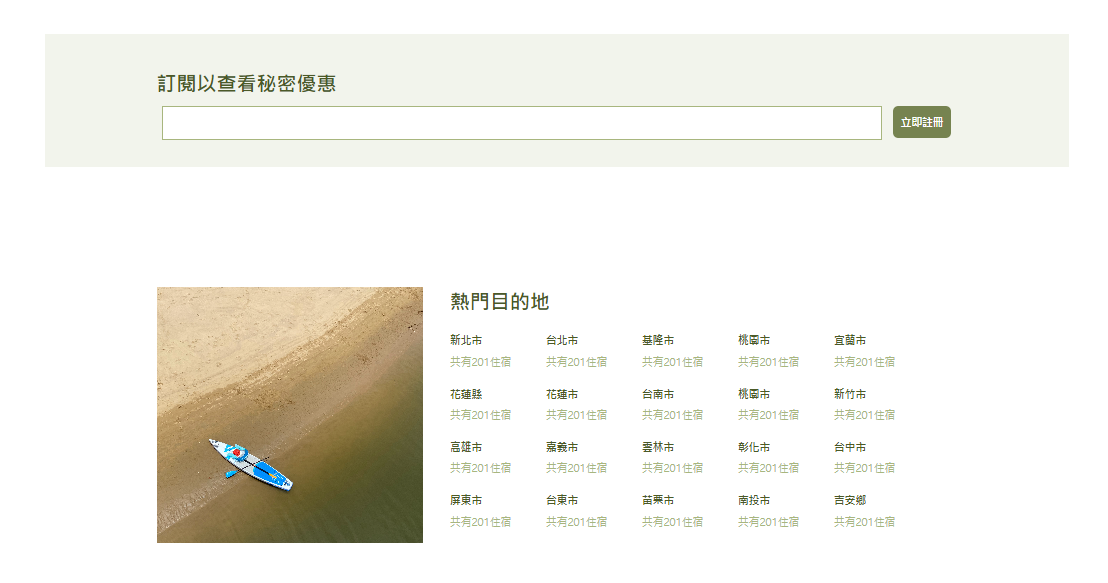 訂閱以查看秘密優惠
立即註冊
熱門目的地
新北市 台北市 基隆市 桃園市 宜蘭市
共有201住宿 共有201住宿 共有201住宿 共有201住宿 共有201住宿
花蓮縣 花蓮市 台南市 桃園市 新竹市
共有201住宿 共有201住宿 共有201住宿 共有201住宿 共有201住宿
高雄市 嘉義市 雲林市 彰化市 台中市
共有201住宿 共有201住宿 共有201住宿 共有201住宿 共有201住宿
屏東市 台東市 苗栗市 南投市 吉安鄉
共有201住宿 共有201住宿 共有201住宿 共有201住宿 共有201住宿